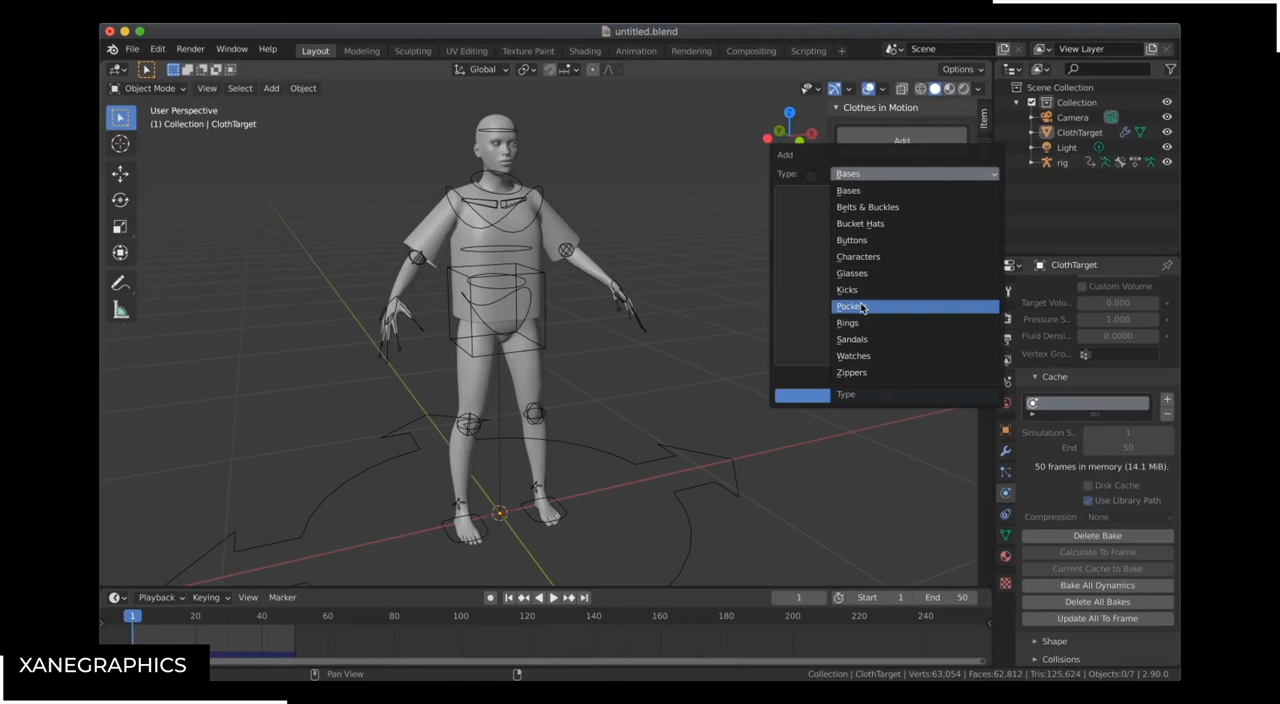 untitled.blend
File Edit Render Window Help Layout Modeling Sculpting UV Editing Texture Paint Shading Animation Rendering Compositing Scripting + Scene View Layer
Global Options
Object Mode View Select Add Object
User Perspective
(1) Collection | ClothTarget
Z
Y
X
Clothes in Motion
Add
Item
Add
Type: Bases
Bases
Belts & Buckles
Bucket Hats
Buttons
Characters
Glasses
Kicks
Rings
Sandals
Watches
Zippers
Type
Scene Collection
Collection
Camera
ClothTarget
Light
rig
ClothTarget
Custom Volume
Target Volu... 0.000
Pressure S... 1.000
Fluid Densi... 0.0000
Vertex Gro...
Cache
Simulation S... 1
End 50
50 frames in memory (14.1 MiB).
Disk Cache
Use Library Path
Compression None
Delete Bake
Calculate To Frame
Current Cache to Bake
Bake All Dynamics
Delete All Bakes
Update All To Frame
Shape
Collisions
Playback Keying View Marker 1 Start 1 End 50
1 20 40 60 80 100 120 140 160 180 200 220 240
XANEGRAPHICS
Pan View
Collection | ClothTarget | Verts:63,054 | Faces:62,812 | Tris:125,624 | Objects:0/7 | 2.90.0